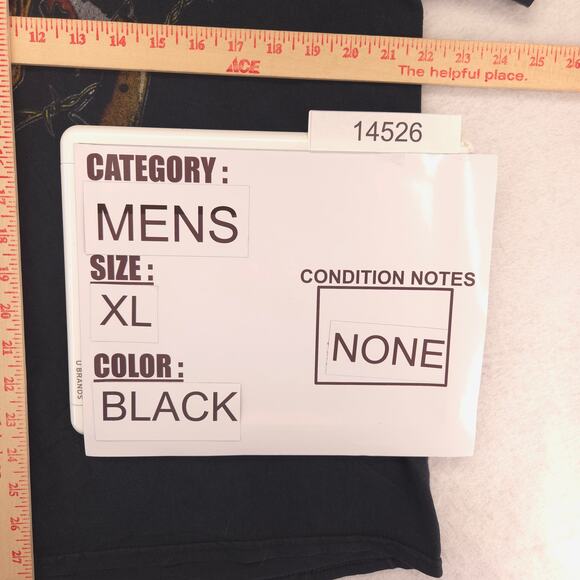 12 13 14 15 16 17 18 19 20 21 22 23 24 25 26
ACE
The helpful place.
14526
CATEGORY :
MENS
SIZE :
XL
CONDITION NOTES
NONE
COLOR :
BLACK
U BRANDS